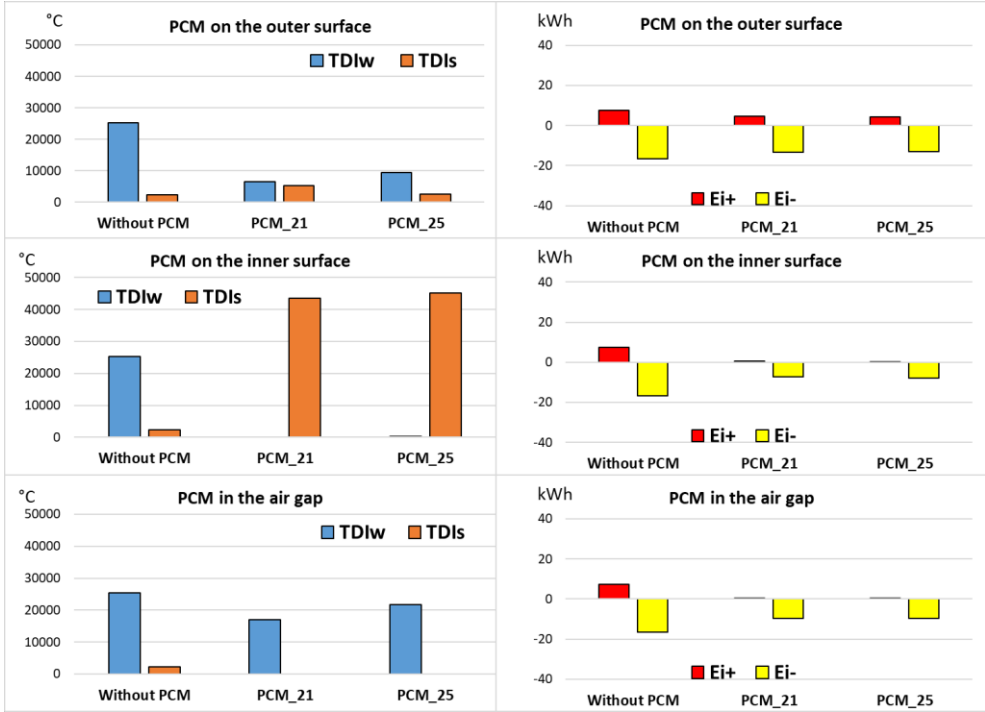 °C
PCM on the outer surface
50000
TDIw TDIs
40000
30000
20000
10000
0
Without PCM PCM_21 PCM_25
kWh
PCM on the outer surface
40
20
0
-20
Ei+ Ei-
-40
Without PCM PCM_21 PCM_25
°C
PCM on the inner surface
50000
TDIw TDIs
40000
30000
20000
10000
0
Without PCM PCM_21 PCM_25
kWh
PCM on the inner surface
40
20
0
-20
Ei+ Ei-
-40
Without PCM PCM_21 PCM_25
°C
PCM in the air gap
50000
TDIw TDIs
40000
30000
20000
10000
0
Without PCM PCM_21 PCM_25
kWh
PCM in the air gap
40
20
0
-20
Ei+ Ei-
-40
Without PCM PCM_21 PCM_25